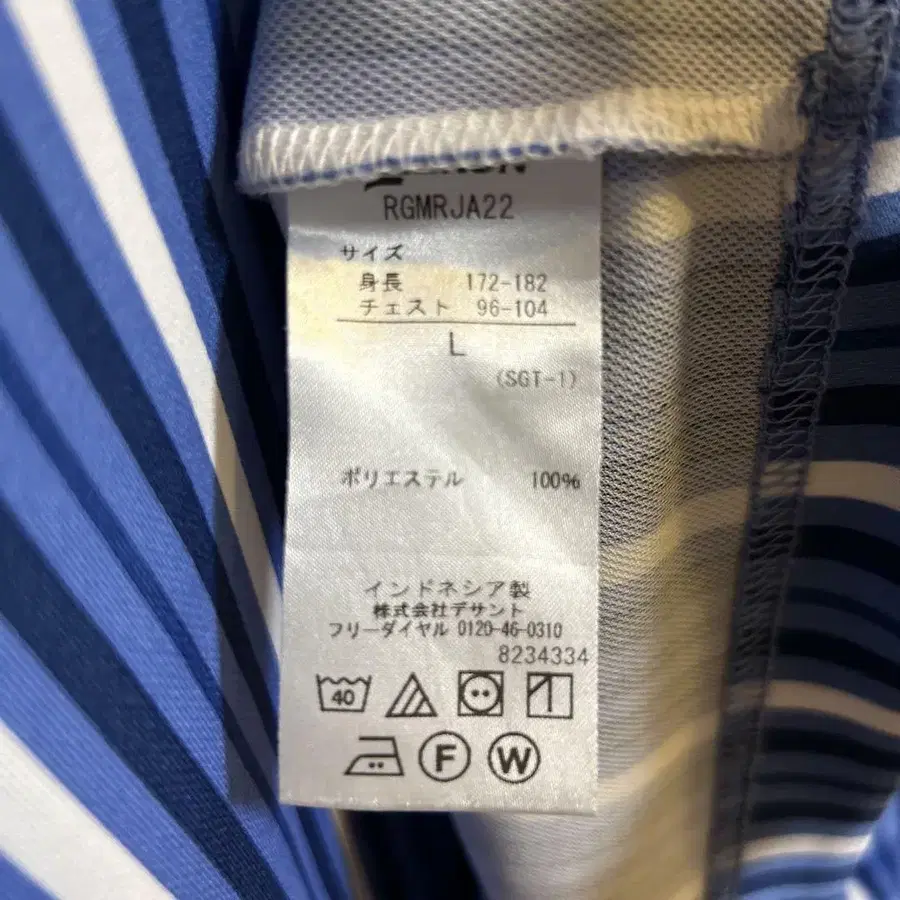 RGMRJA22
サイズ
身長 172-182
チェスト 96-104
L
(SGT-1)
ポリエステル 100%
インドネシア製
株式会社デサント
フリーダイヤル 0120-46-0310
8234334
40
F W